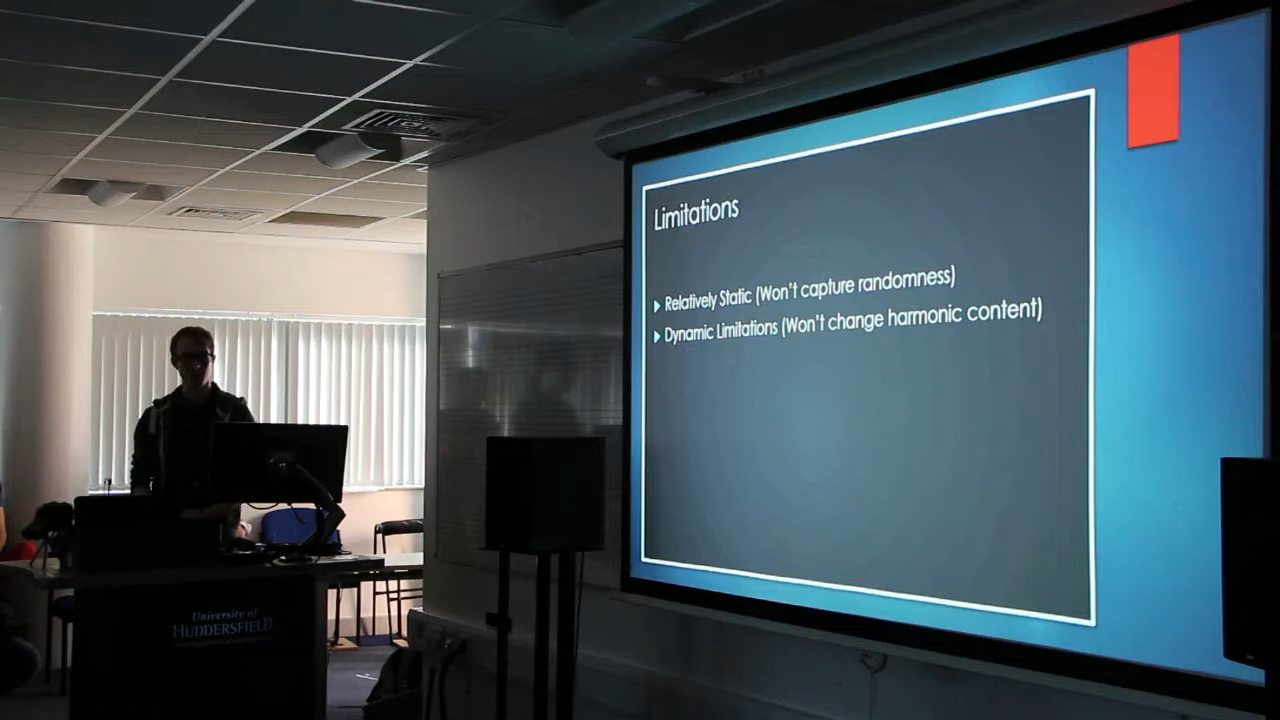 Limitations
Relatively Static (Won't capture randomness)
Dynamic Limitations (Won't change harmonic content)
University of
HUDDERSFIELD